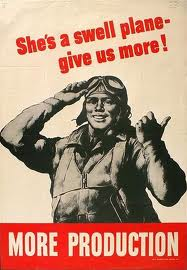 She's a swell plane-
give us more!
MORE PRODUCTION